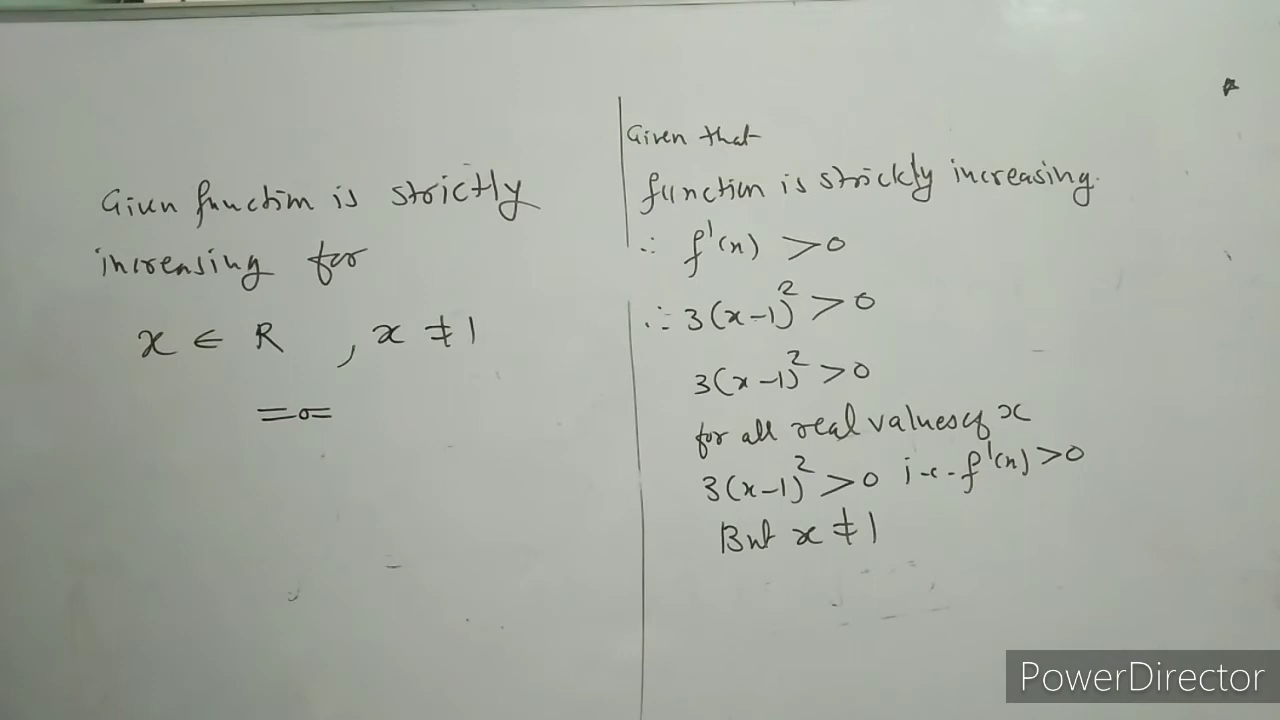 Given function is strictly
increasing for
x ∈ R , x ≠ 1
Given that
function is strickly increasing.
∴ f'(x) > 0
∴ 3(x-1)² > 0
3(x-1)² > 0
for all real values of x
3(x-1)² > 0 i.e. f'(x) > 0
But x ≠ 1
PowerDirector